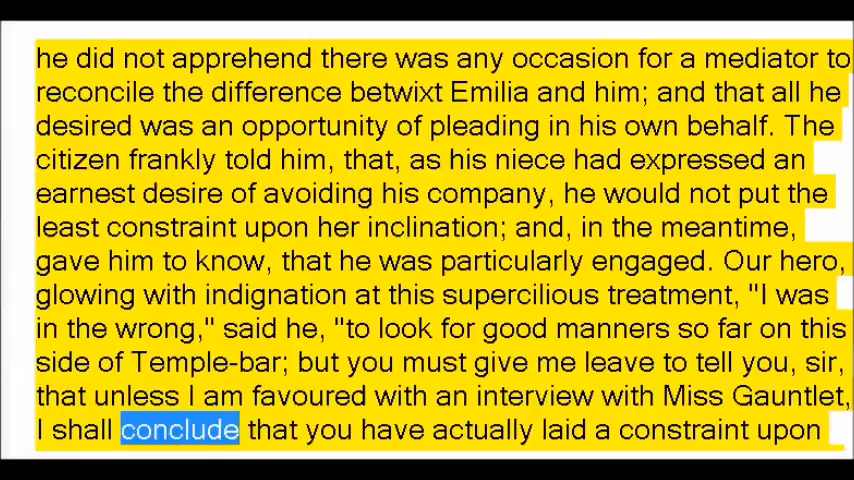 he did not apprehend there was any occasion for a mediator to
reconcile the difference betwixt Emilia and him; and that all he
desired was an opportunity of pleading in his own behalf. The
citizen frankly told him, that, as his niece had expressed an
earnest desire of avoiding his company, he would not put the
least constraint upon her inclination; and, in the meantime,
gave him to know, that he was particularly engaged. Our hero,
glowing with indignation at this supercilious treatment, "I was
in the wrong," said he, "to look for good manners so far on this
side of Temple-bar; but you must give me leave to tell you, sir,
that unless I am favoured with an interview with Miss Gauntlet,
I shall conclude that you have actually laid a constraint upon